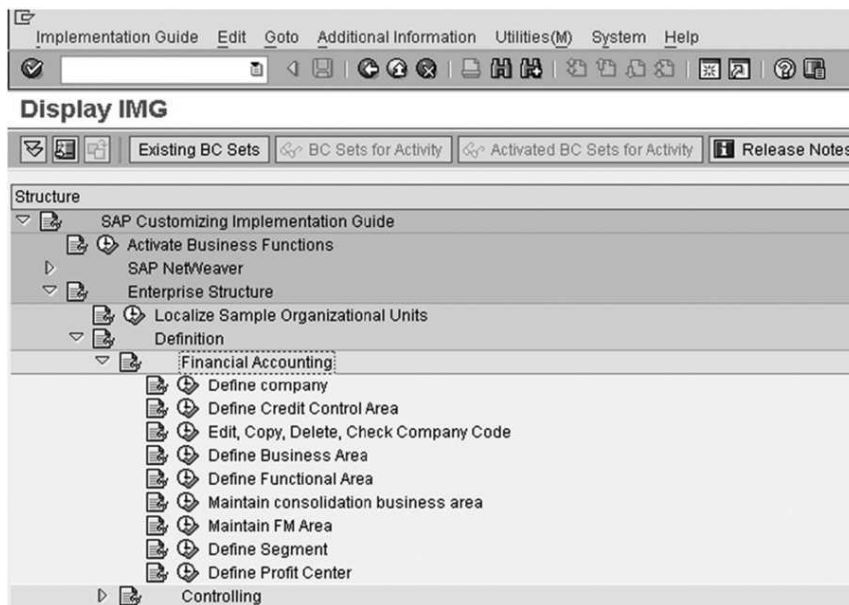 Implementation Guide Edit Goto Additional Information Utilities(M) System Help
Display IMG
Existing BC Sets BC Sets for Activity Activated BC Sets for Activity Release Notes
Structure
SAP Customizing Implementation Guide
Activate Business Functions
SAP NetWeaver
Enterprise Structure
Localize Sample Organizational Units
Definition
Financial Accounting
Define company
Define Credit Control Area
Edit, Copy, Delete, Check Company Code
Define Business Area
Define Functional Area
Maintain consolidation business area
Maintain FM Area
Define Segment
Define Profit Center
Controlling